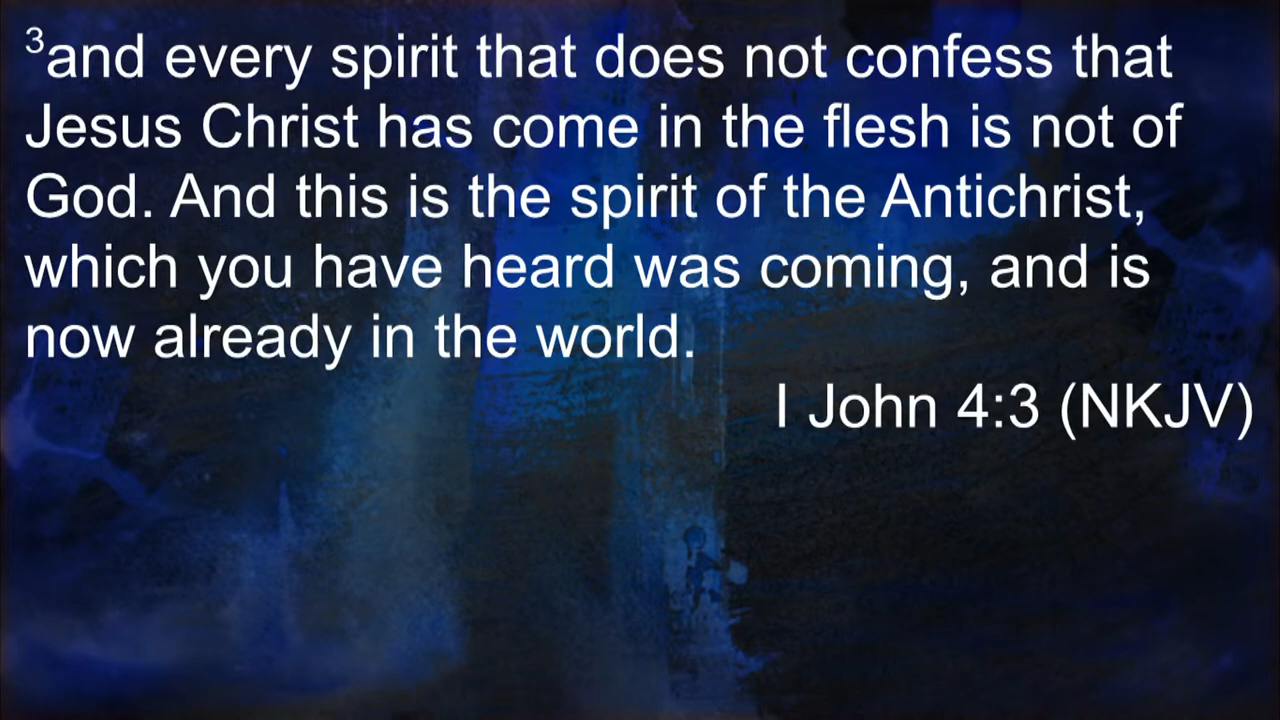 3and every spirit that does not confess that
Jesus Christ has come in the flesh is not of
God. And this is the spirit of the Antichrist,
which you have heard was coming, and is
now already in the world.
I John 4:3 (NKJV)